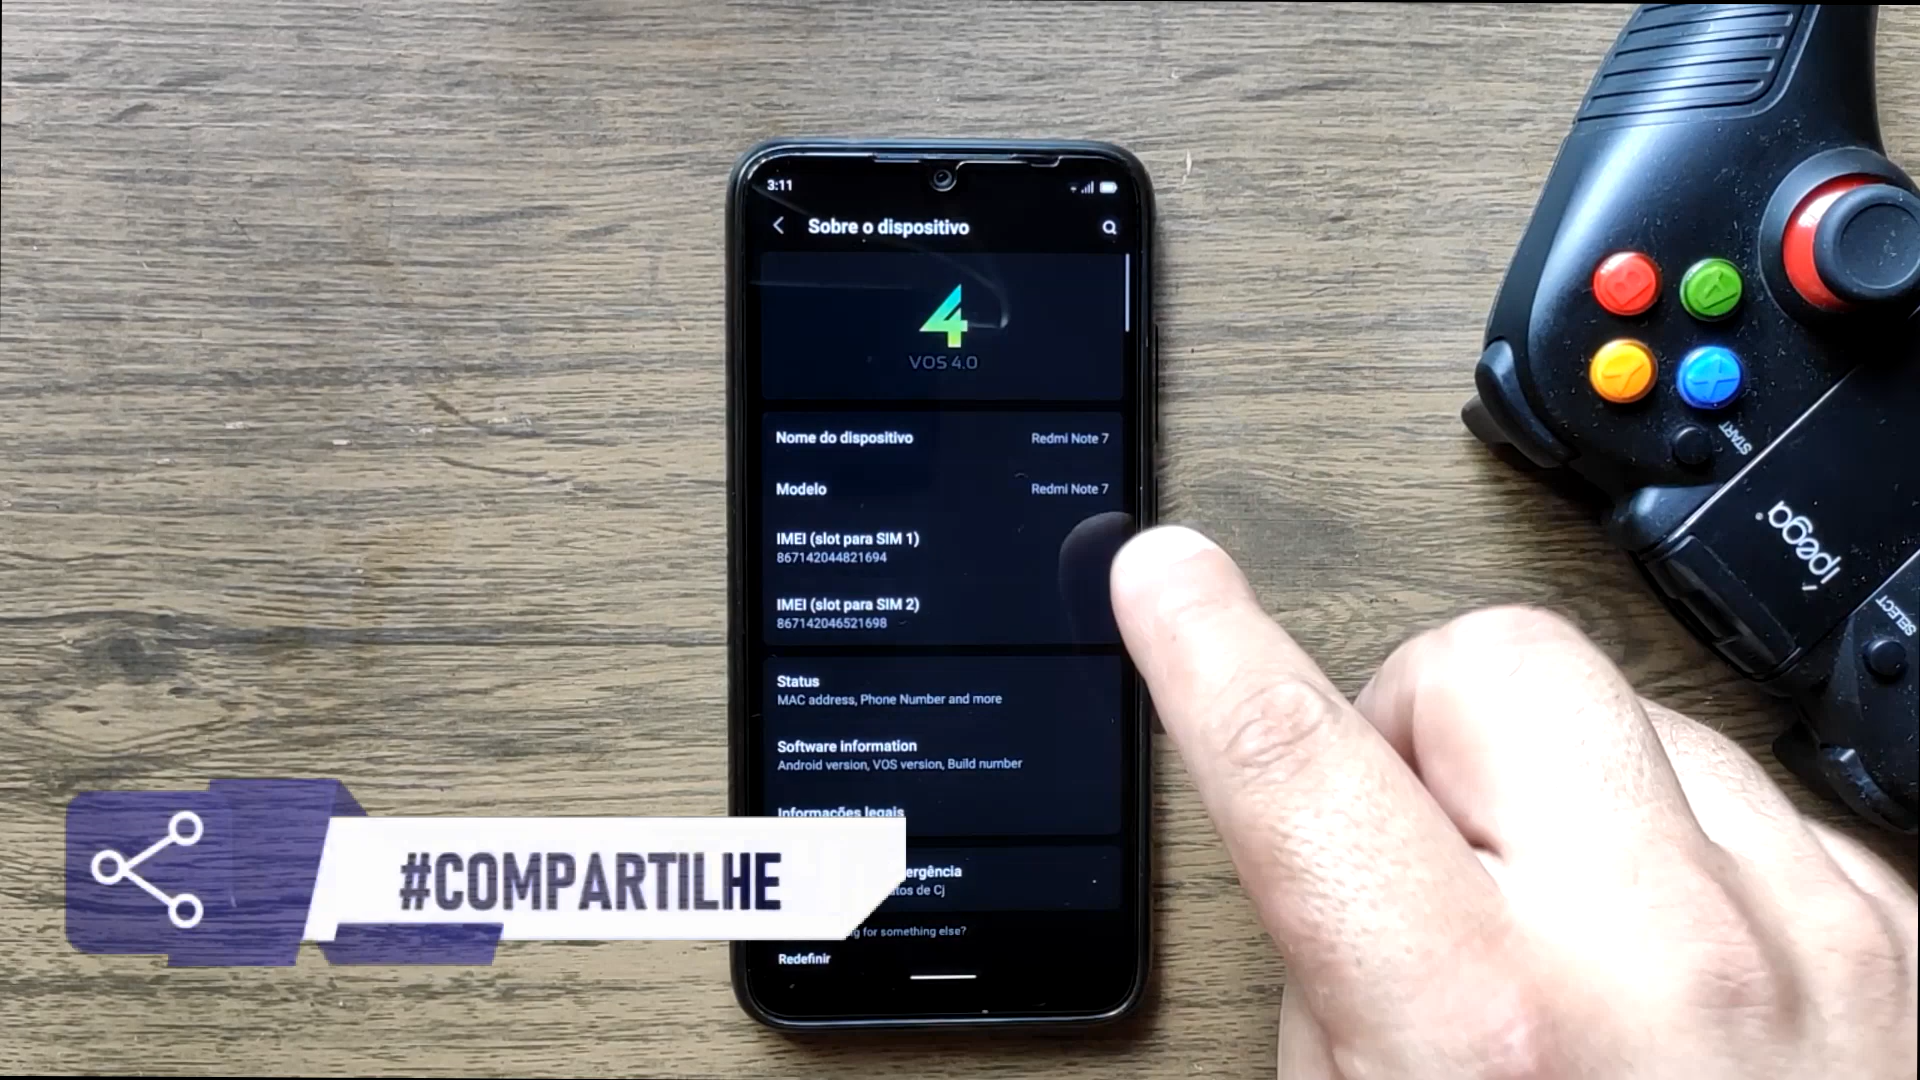 3:11
Sobre o dispositivo
4
VOS 4.0
Nome do dispositivo
Redmi Note 7
Modelo
Redmi Note 7
IMEI (slot para SIM 1)
867142044821694
IMEI (slot para SIM 2)
867142046521698
Status
MAC address, Phone Number and more
Software information
Android version, VOS version, Build number
Informações legais
ergência
tos de Cj
g for something else?
Redefinir
#COMPARTILHE
B
A
Y
X
START
ípega
SELECT